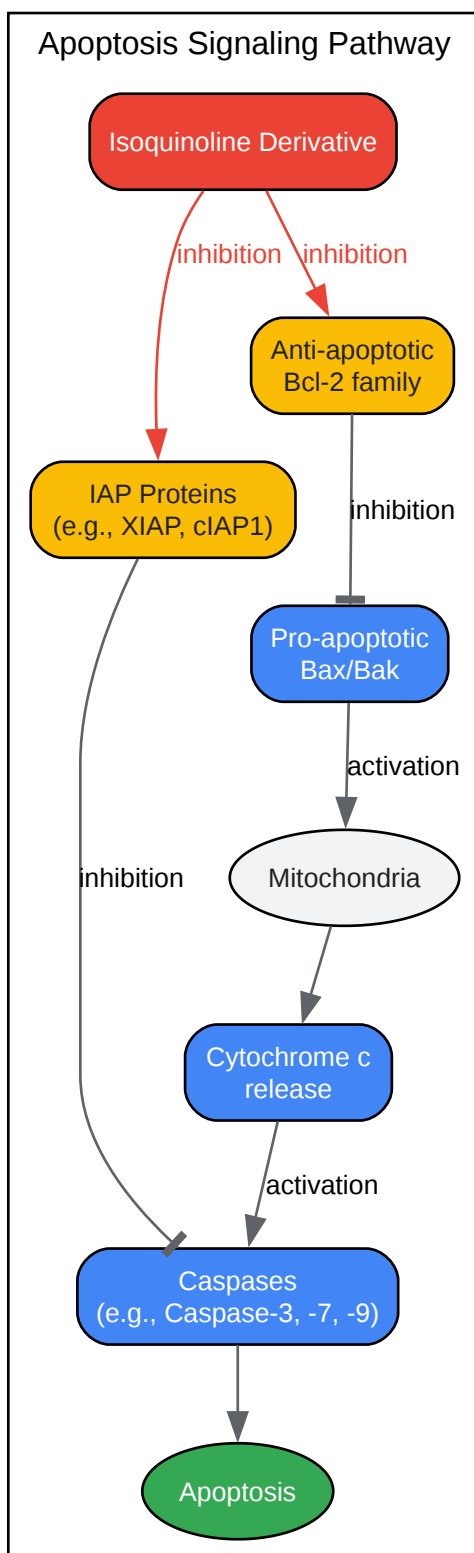 Apoptosis Signaling Pathway
Isoquinoline Derivative
inhibition
inhibition
Anti-apoptotic
Bcl-2 family
IAP Proteins
(e.g., XIAP, cIAP1)
inhibition
Pro-apoptotic
Bax/Bak
activation
inhibition
Mitochondria
Cytochrome c
release
activation
Caspases
(e.g., Caspase-3, -7, -9)
Apoptosis